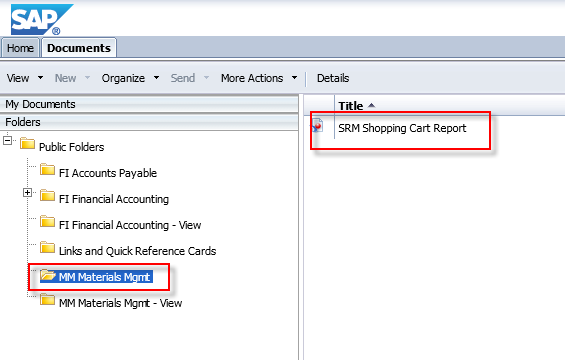 SAP
Home Documents
View New Organize Send More Actions Details
My Documents
Folders
Public Folders
FI Accounts Payable
FI Financial Accounting
FI Financial Accounting - View
Links and Quick Reference Cards
MM Materials Mgmt
MM Materials Mgmt - View
Title
SRM Shopping Cart Report